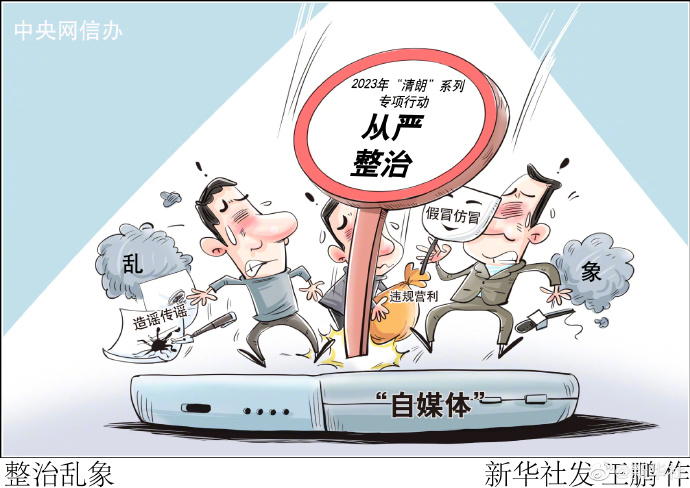 中央网信办
2023年“清朗”系列
专项行动
从严
整治
假冒仿冒
乱
象
违规营利
造谣传谣
“自媒体”
整治乱象
新华社发 王鹏 作